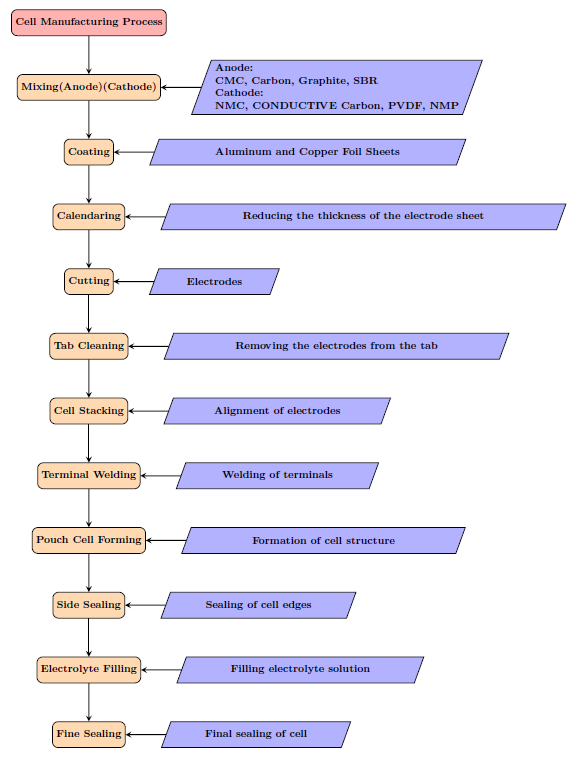 Cell Manufacturing Process
Mixing(Anode)(Cathode)
Anode:
CMC, Carbon, Graphite, SBR
Cathode:
NMC, CONDUCTIVE Carbon, PVDF, NMP
Coating
Aluminum and Copper Foil Sheets
Calendaring
Reducing the thickness of the electrode sheet
Cutting
Electrodes
Tab Cleaning
Removing the electrodes from the tab
Cell Stacking
Alignment of electrodes
Terminal Welding
Welding of terminals
Pouch Cell Forming
Formation of cell structure
Side Sealing
Sealing of cell edges
Electrolyte Filling
Filling electrolyte solution
Fine Sealing
Final sealing of cell